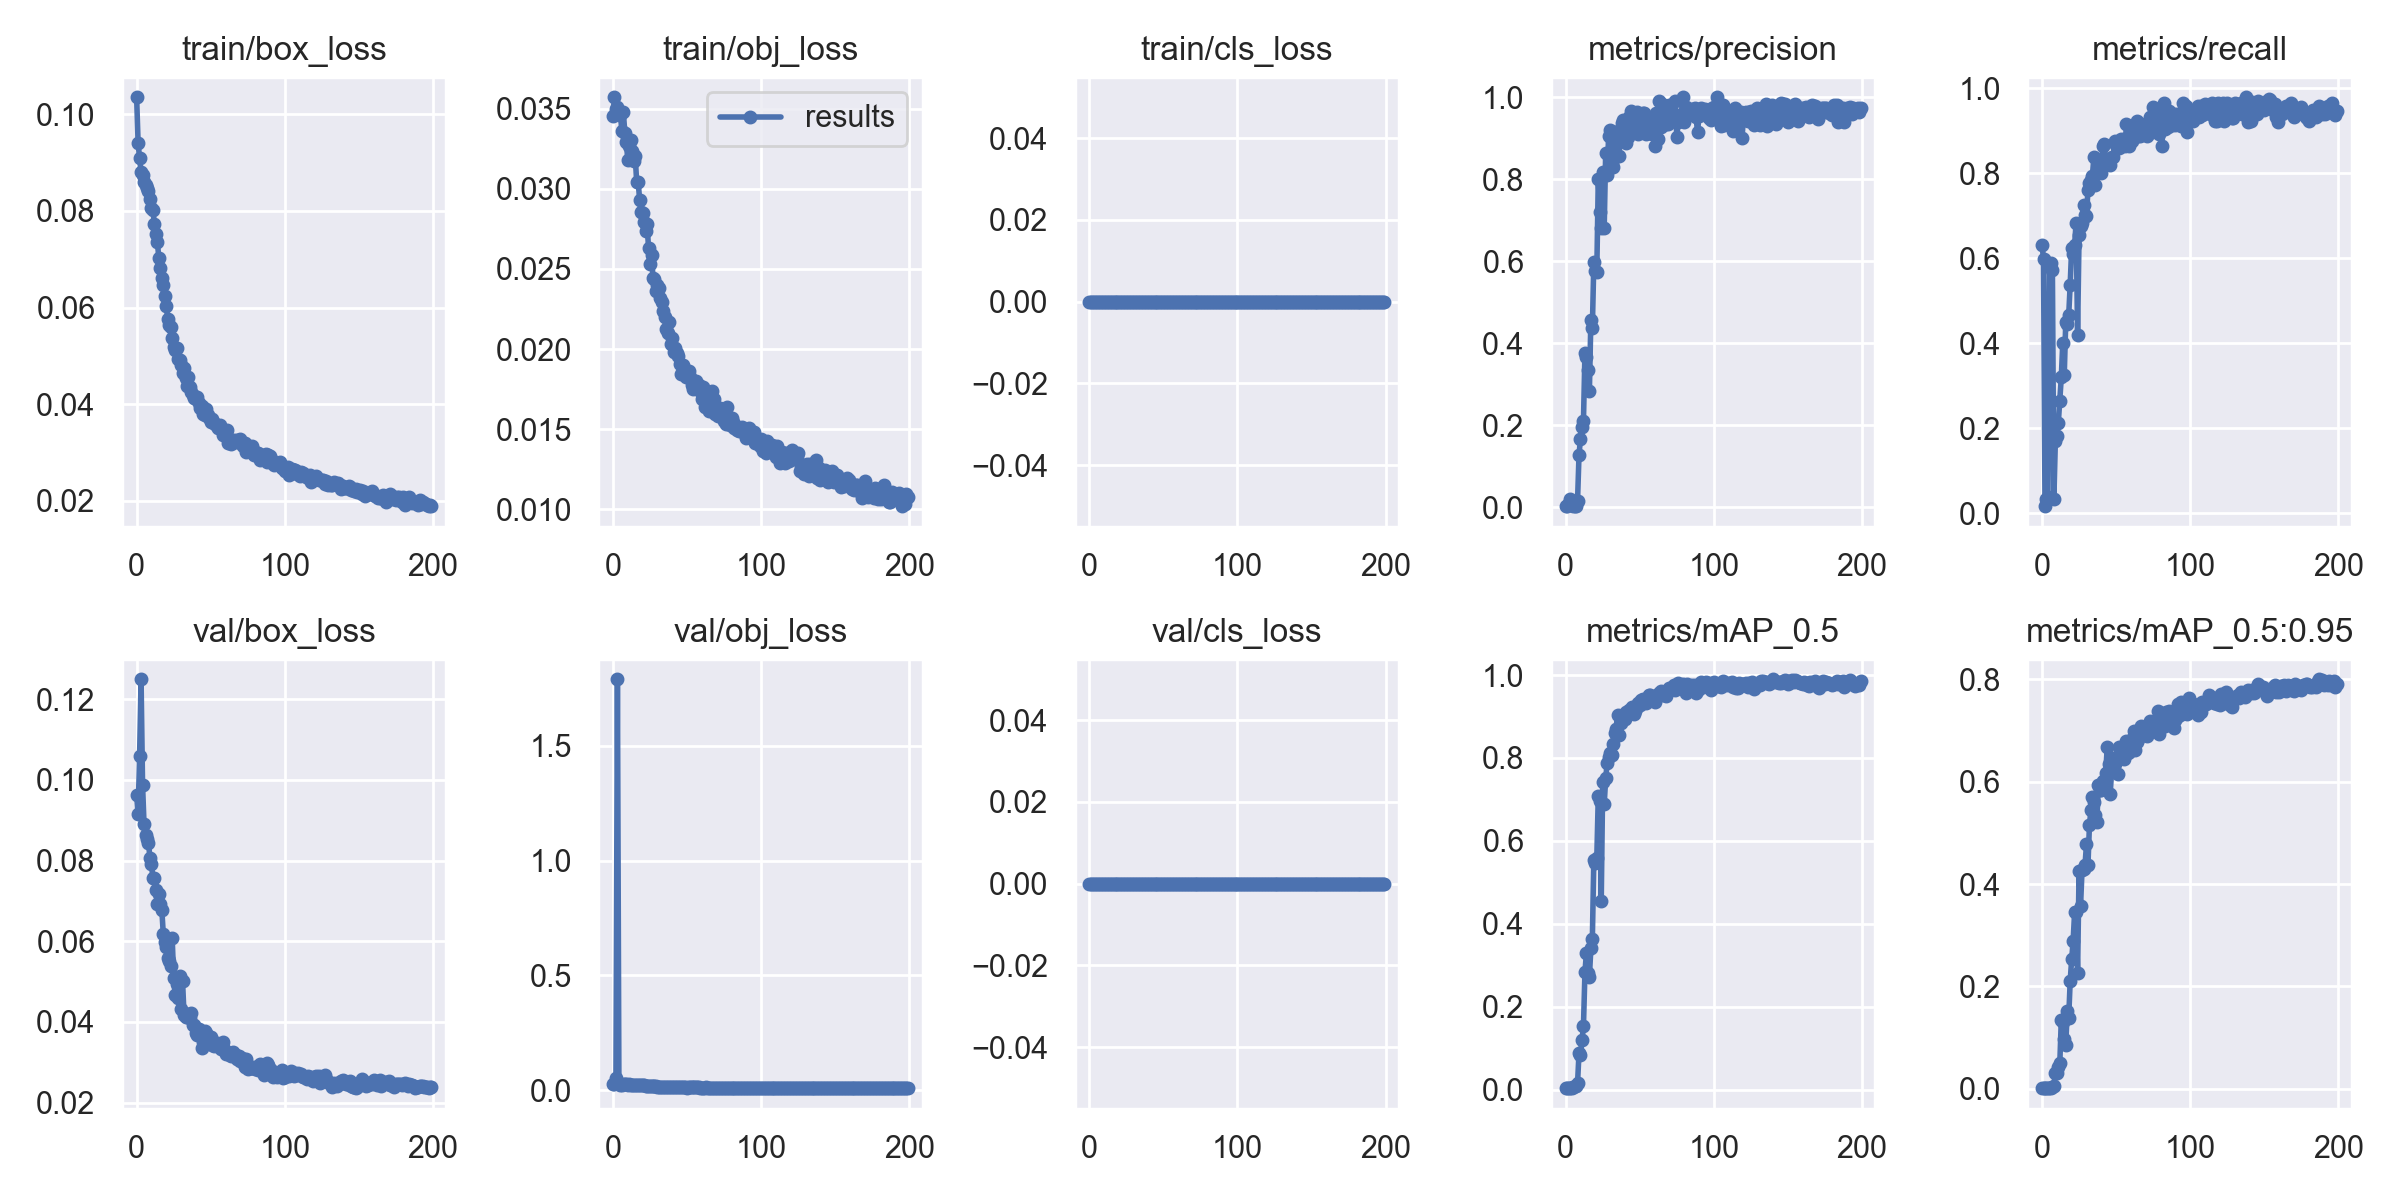 train/box_loss
0.10
0.08
0.06
0.04
0.02
0 100 200
train/obj_loss
results
0.035
0.030
0.025
0.020
0.015
0.010
0 100 200
train/cls_loss
0.04
0.02
0.00
−0.02
−0.04
0 100 200
metrics/precision
1.0
0.8
0.6
0.4
0.2
0.0
0 100 200
metrics/recall
1.0
0.8
0.6
0.4
0.2
0.0
0 100 200
val/box_loss
0.12
0.10
0.08
0.06
0.04
0.02
0 100 200
val/obj_loss
1.5
1.0
0.5
0.0
0 100 200
val/cls_loss
0.04
0.02
0.00
−0.02
−0.04
0 100 200
metrics/mAP_0.5
1.0
0.8
0.6
0.4
0.2
0.0
0 100 200
metrics/mAP_0.5:0.95
0.8
0.6
0.4
0.2
0.0
0 100 200